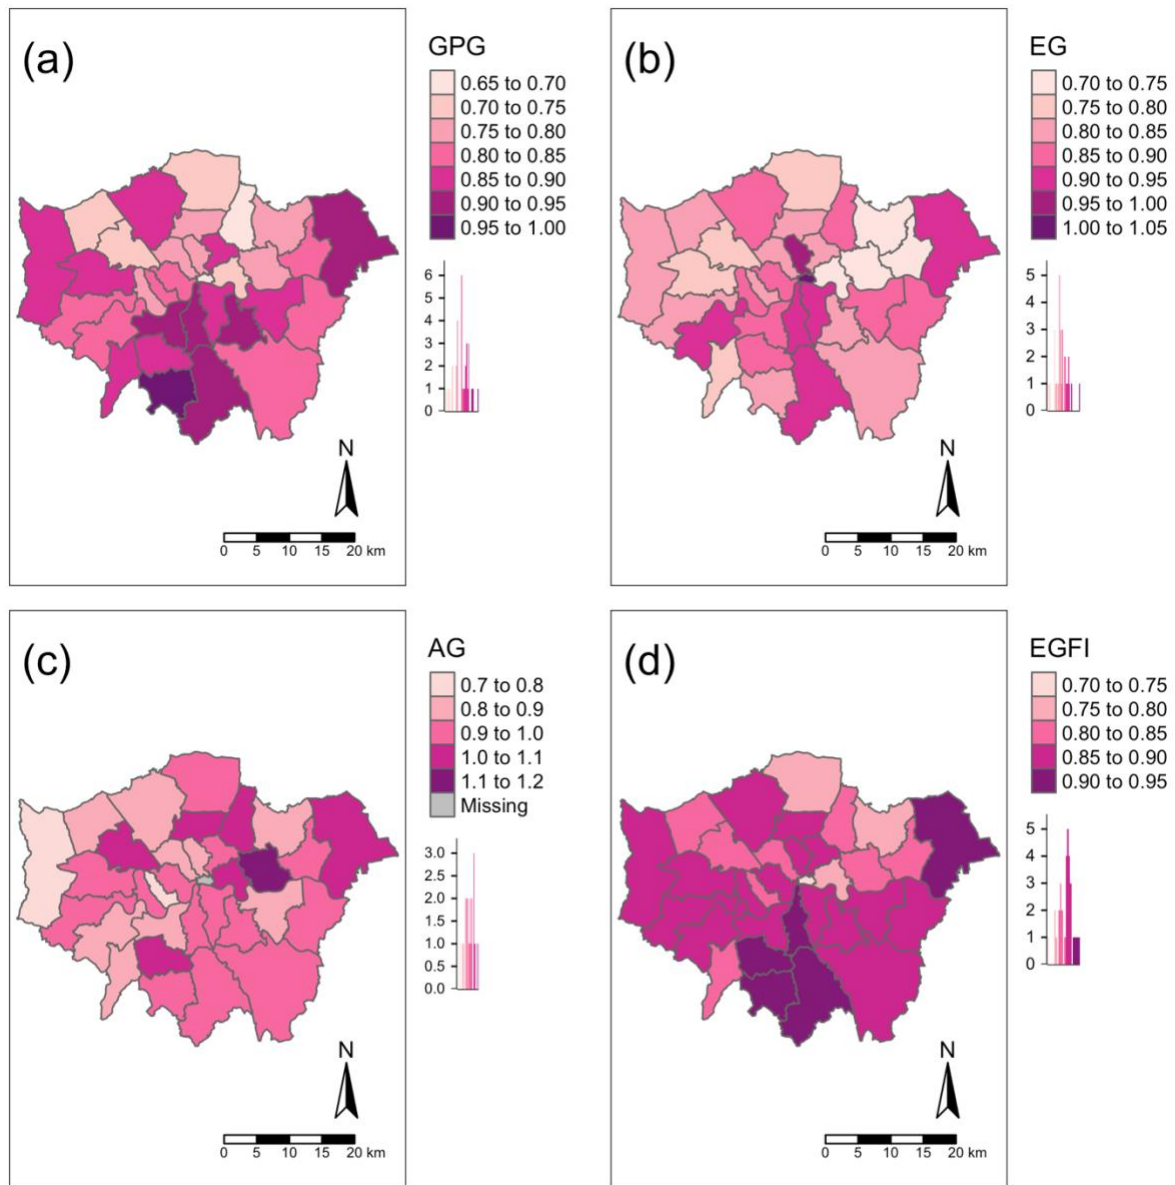 (a)
GPG
0.65 to 0.70
0.70 to 0.75
0.75 to 0.80
0.80 to 0.85
0.85 to 0.90
0.90 to 0.95
0.95 to 1.00
6
5
4
3
2
1
0
N
0 5 10 15 20 km
(b)
EG
0.70 to 0.75
0.75 to 0.80
0.80 to 0.85
0.85 to 0.90
0.90 to 0.95
0.95 to 1.00
1.00 to 1.05
5
4
3
2
1
0
N
0 5 10 15 20 km
(c)
AG
0.7 to 0.8
0.8 to 0.9
0.9 to 1.0
1.0 to 1.1
1.1 to 1.2
Missing
3.0
2.5
2.0
1.5
1.0
0.5
0.0
N
0 5 10 15 20 km
(d)
EGFI
0.70 to 0.75
0.75 to 0.80
0.80 to 0.85
0.85 to 0.90
0.90 to 0.95
5
4
3
2
1
0
N
0 5 10 15 20 km